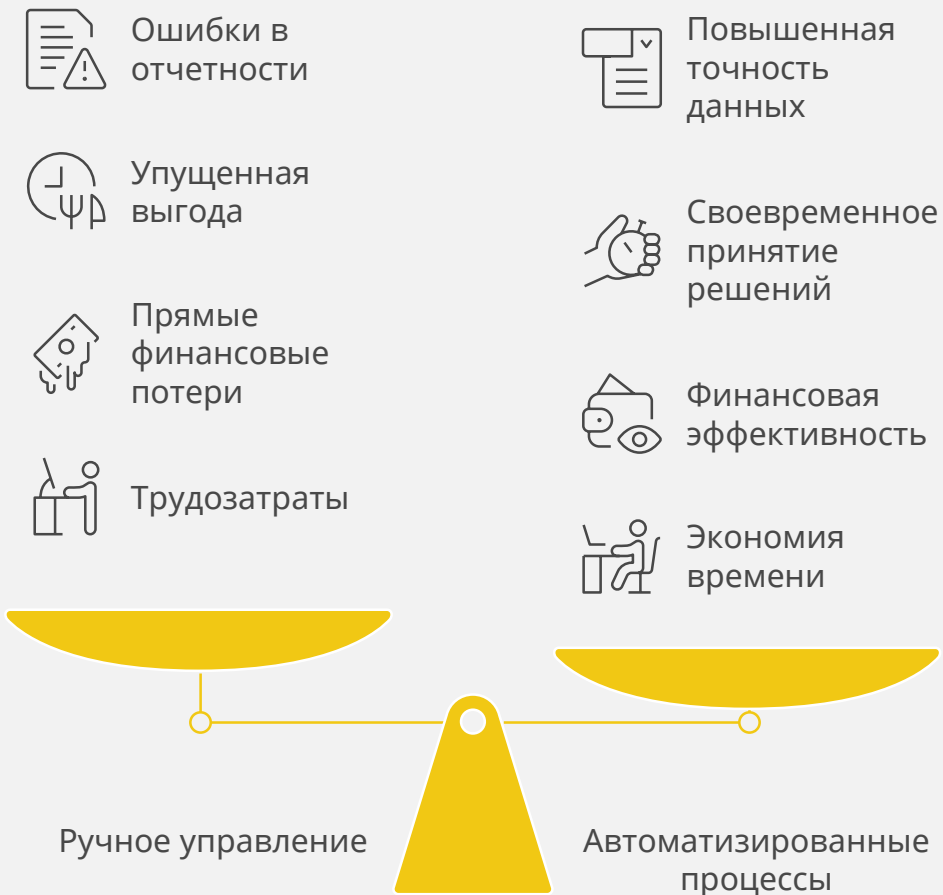 Ошибки в
отчетности
Упущенная
выгода
Прямые
финансовые
потери
Трудозатраты
Повышенная
точность
данных
Своевременное
принятие
решений
Финансовая
эффективность
Экономия
времени
Ручное управление
Автоматизированные
процессы